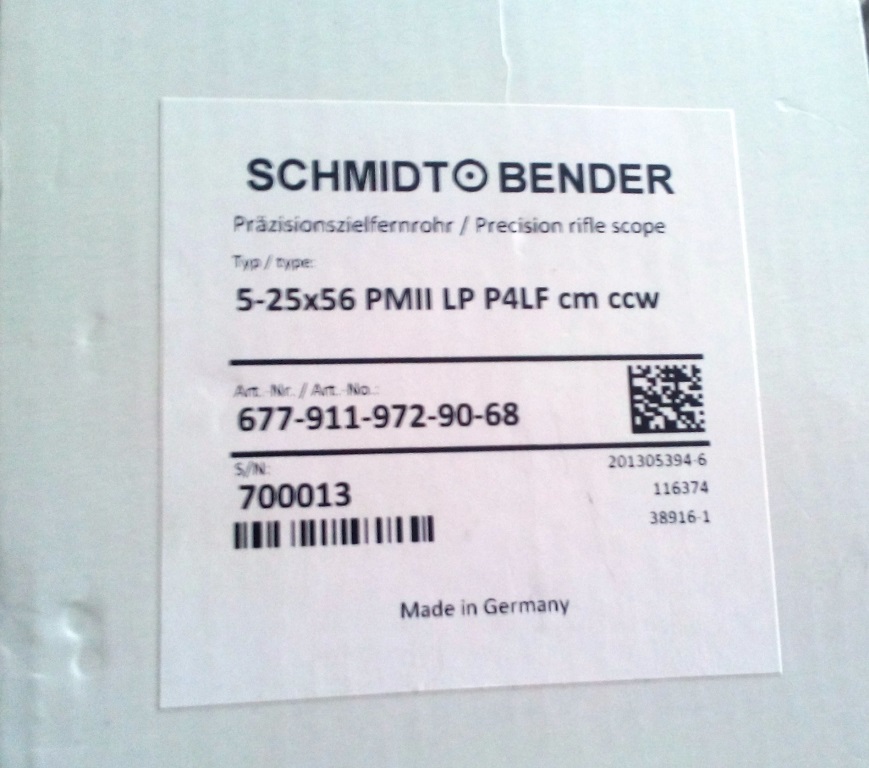 SCHMIDT BENDER
Präzisionszielfernrohr / Precision rifle scope
Typ / type:
5-25x56 PMII LP P4LF cm ccw
Art.-Nr. / Art.-No.:
677-911-972-90-68
S/N:
700013
201305394-6
116374
38916-1
Made in Germany